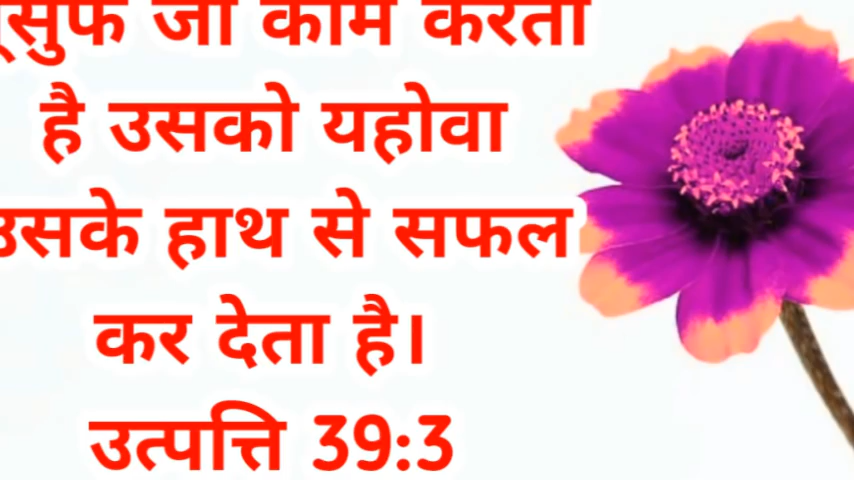 यूसुफ जो काम करता
है उसको यहोवा
उसके हाथ से सफल
कर देता है।
उत्पत्ति 39:3